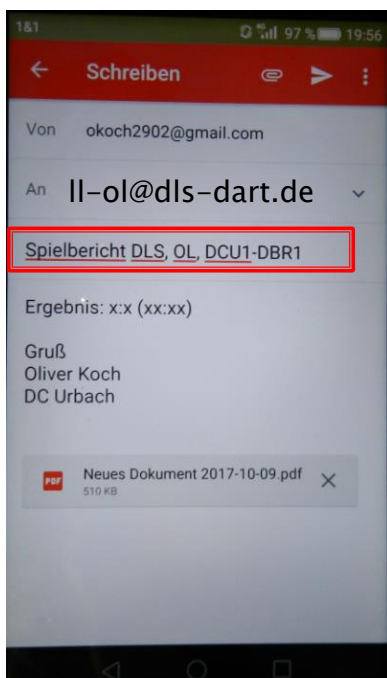 1&1 97 % 19:56
Schreiben
Von okoch2902@gmail.com
An ll-ol@dls-dart.de
Spielbericht DLS, OL, DCU1-DBR1
Ergebnis: x:x (xx:xx)
Gruß
Oliver Koch
DC Urbach
PDF Neues Dokument 2017-10-09.pdf
510 KB